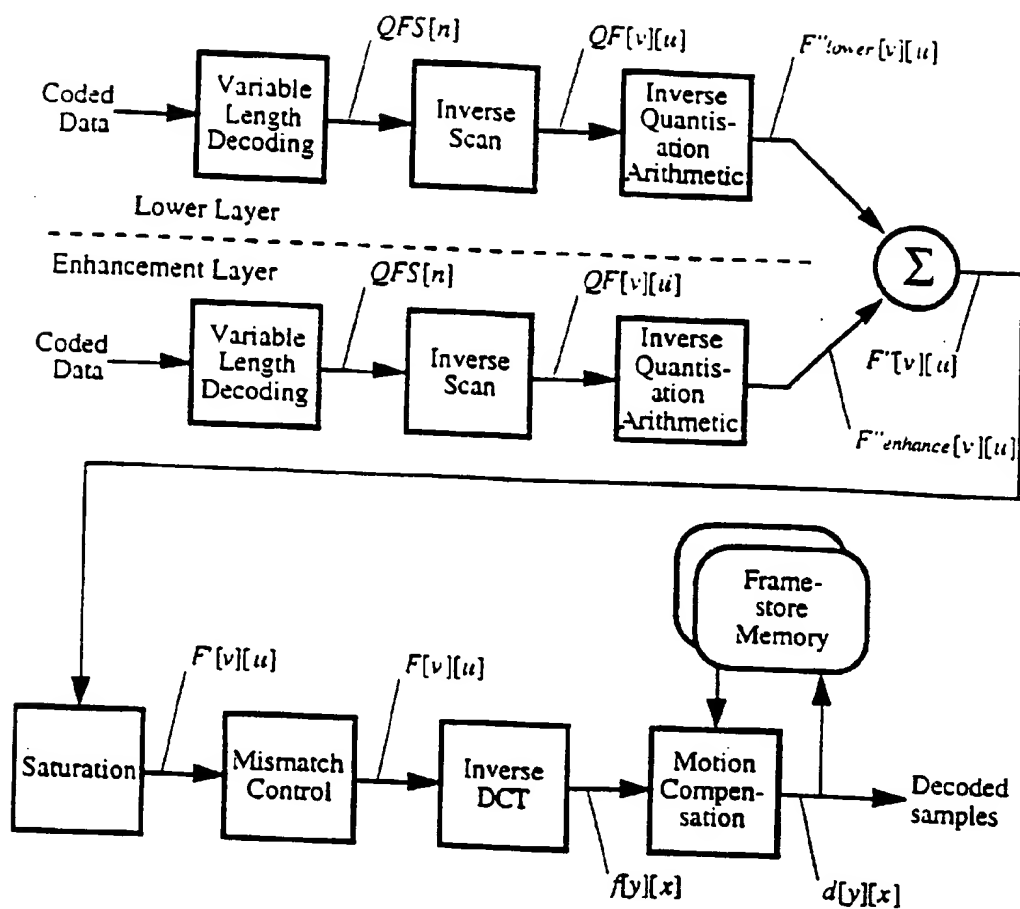 QFS[n]
QF[v][u]
F''lower[v][u]
Coded
Data
Variable
Length
Decoding
Inverse
Scan
Inverse
Quantis-
ation
Arithmetic
Lower Layer
Enhancement Layer
Σ
QFS[n]
QF[v][u]
Coded
Data
Variable
Length
Decoding
Inverse
Scan
Inverse
Quantis-
ation
Arithmetic
F''[v][u]
F''enhance[v][u]
Frame-
store
Memory
F'[v][u]
F[v][u]
Saturation
Mismatch
Control
Inverse
DCT
Motion
Compen-
sation
Decoded
samples
f[y][x]
d[y][x]